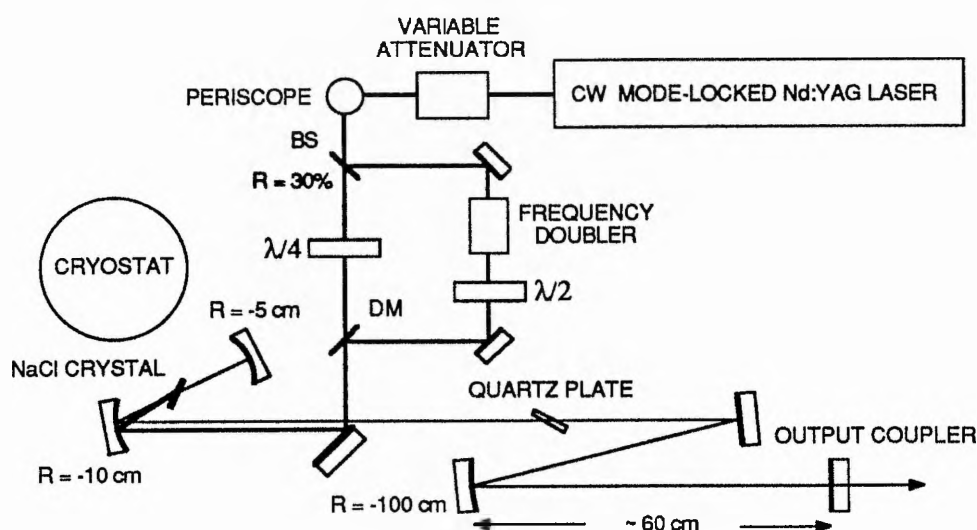 VARIABLE
ATTENUATOR
CW MODE-LOCKED Nd:YAG LASER
PERISCOPE
BS
R = 30%
FREQUENCY
DOUBLER
λ/4
λ/2
CRYOSTAT
DM
R = -5 cm
NaCl CRYSTAL
QUARTZ PLATE
OUTPUT COUPLER
R = -10 cm
R = -100 cm
~ 60 cm